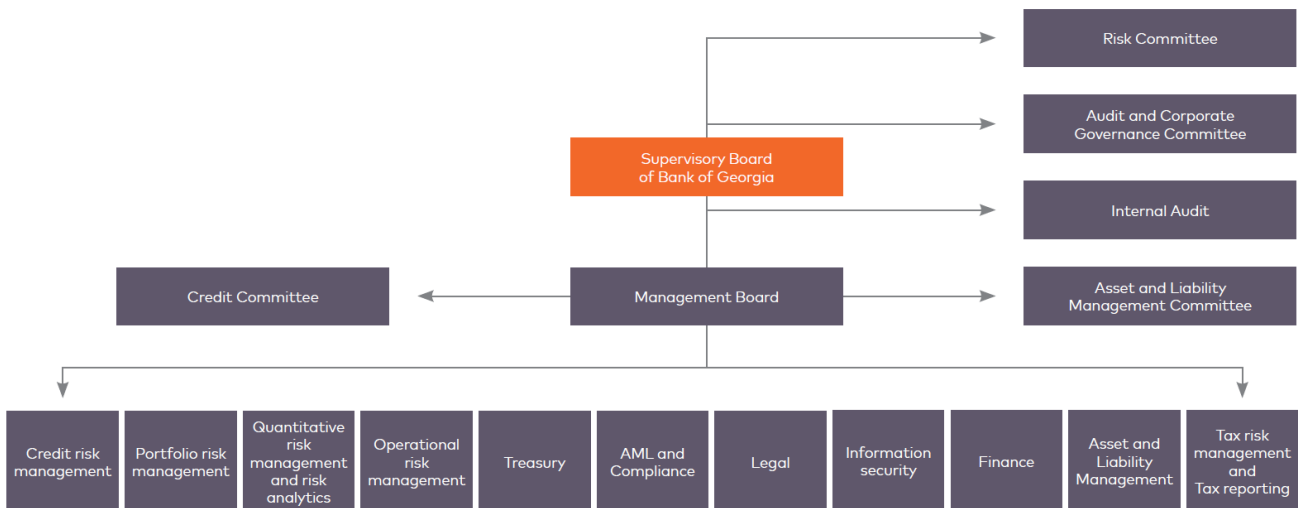 Risk Committee
Audit and Corporate
Governance Committee
Supervisory Board
of Bank of Georgia
Internal Audit
Credit Committee
Management Board
Asset and Liability
Management Committee
Credit risk
management
Portfolio risk
management
Quantitative
risk
management
and risk
analytics
Operational
risk
management
Treasury
AML and
Compliance
Legal
Information
security
Finance
Asset and
Liability
Management
Tax risk
management
and
Tax reporting